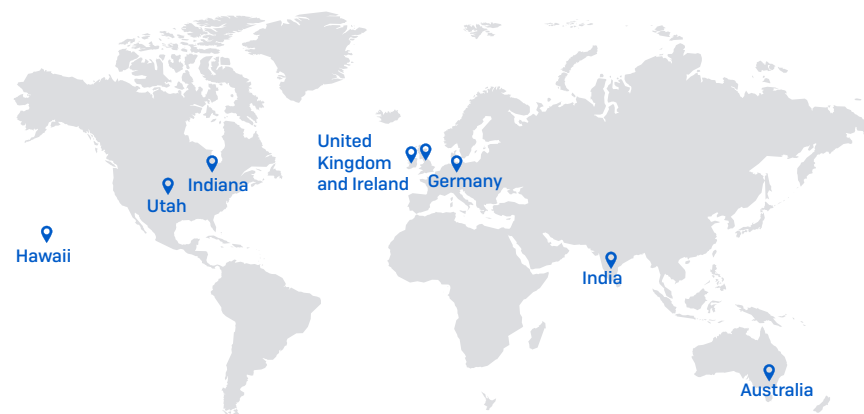 United
Kingdom
and Ireland
Germany
Indiana
Utah
Hawaii
India
Australia